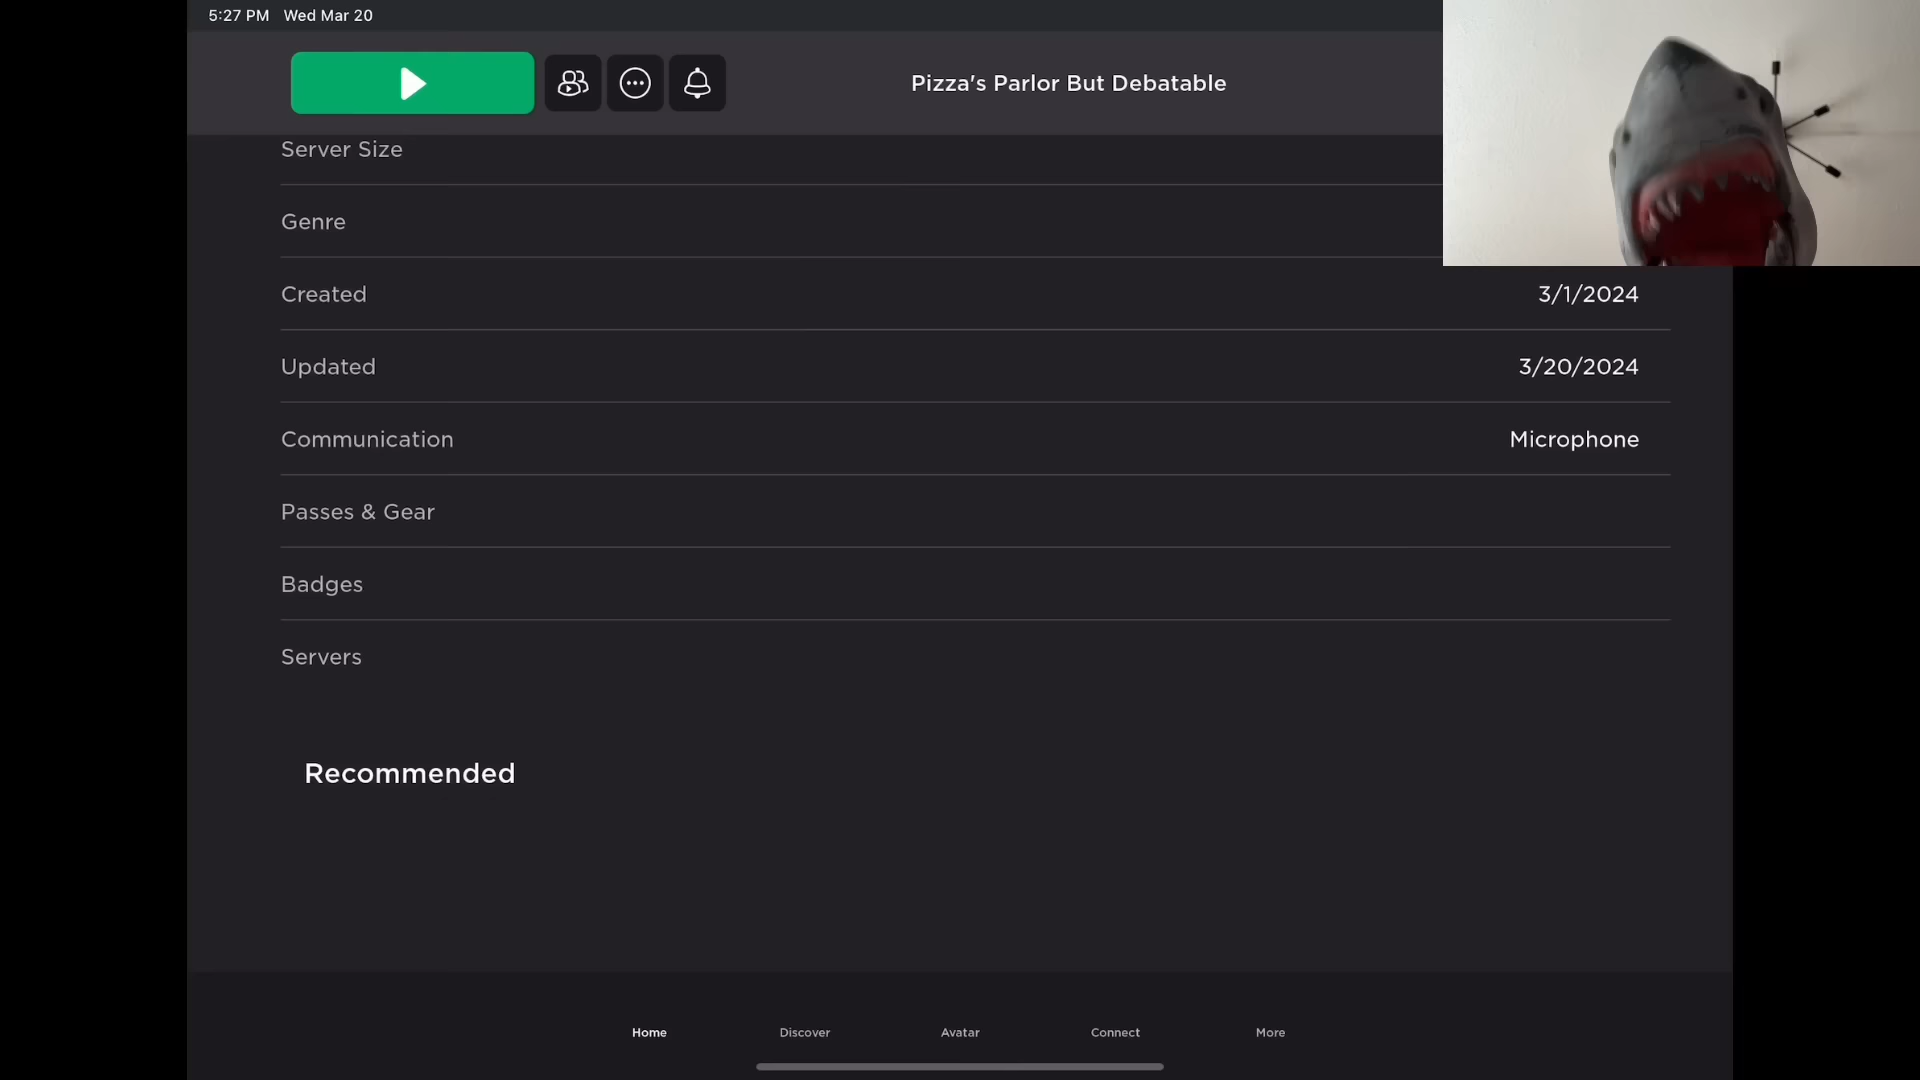 5:27 PM Wed Mar 20
Pizza's Parlor But Debatable
Server Size
Genre
Created 3/1/2024
Updated 3/20/2024
Communication Microphone
Passes & Gear
Badges
Servers
Recommended
Home Discover Avatar Connect More